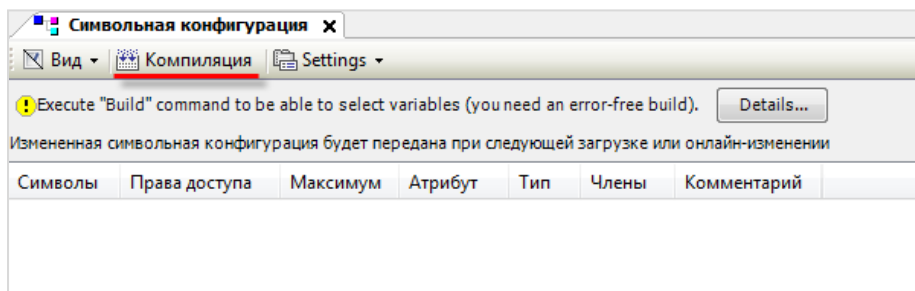 Символьная конфигурация X
Вид Компиляция Settings
Execute "Build" command to be able to select variables (you need an error-free build). Details...
Измененная символьная конфигурация будет передана при следующей загрузке или онлайн-изменении
Символы Права доступа Максимум Атрибут Тип Члены Комментарий